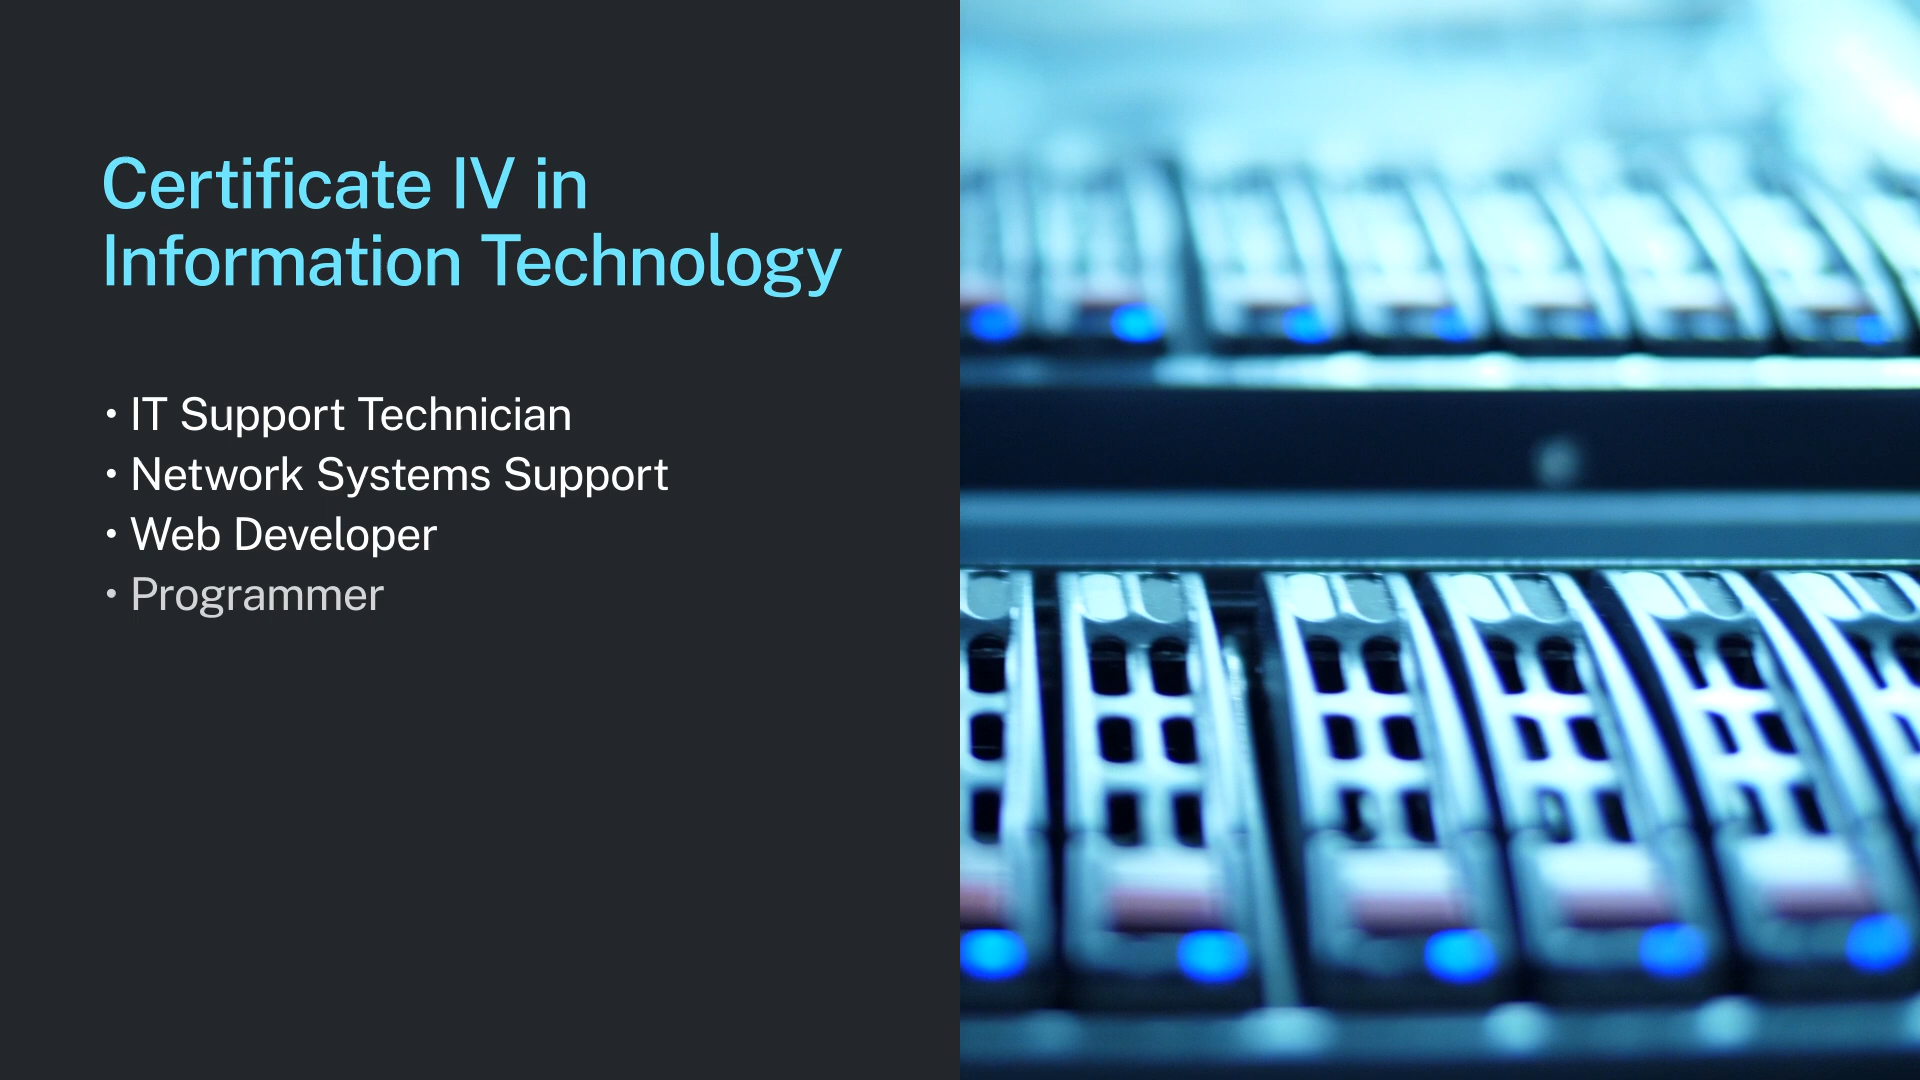 Certificate IV in
Information Technology
• IT Support Technician
• Network Systems Support
• Web Developer
• Programmer